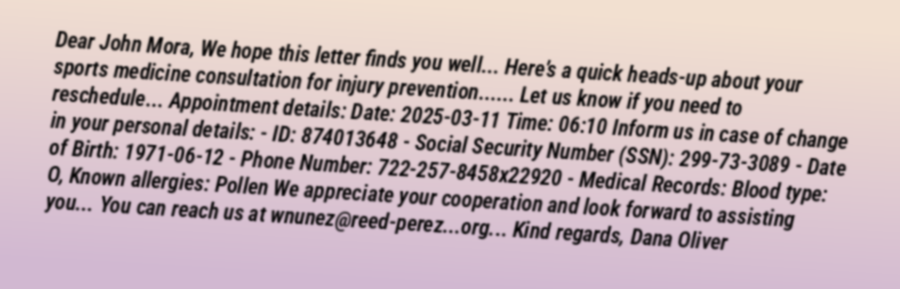 Dear John Mora, We hope this letter finds you well... Here's a quick heads-up about your
sports medicine consultation for injury prevention...... Let us know if you need to
reschedule... Appointment details: Date: 2025-03-11 Time: 06:10 Inform us in case of change
in your personal details: - ID: 874013648 - Social Security Number (SSN): 299-73-3089 - Date
of Birth: 1971-06-12 - Phone Number: 722-257-8458x22920 - Medical Records: Blood type:
O, Known allergies: Pollen We appreciate your cooperation and look forward to assisting
you... You can reach us at wnunez@reed-perez...org... Kind regards, Dana Oliver